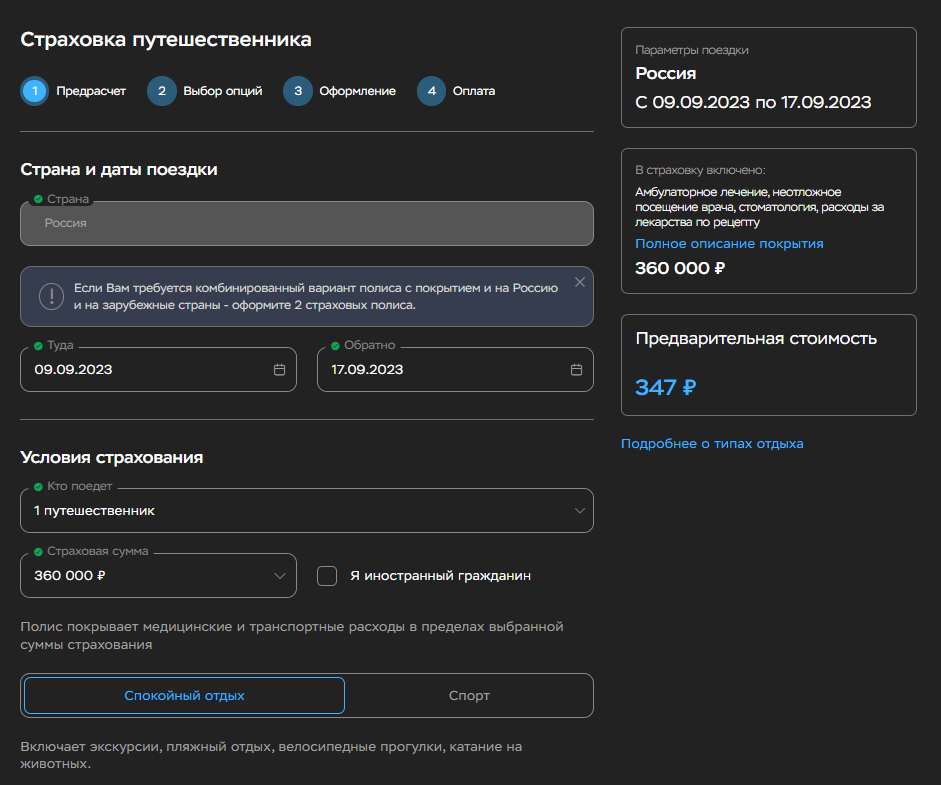 Страховка путешественника
1 Предрасчет 2 Выбор опций 3 Оформление 4 Оплата
Страна и даты поездки
Страна
Россия
Если Вам требуется комбинированный вариант полиса с покрытием и на Россию
и на зарубежные страны - оформите 2 страховых полиса.
Туда
09.09.2023
Обратно
17.09.2023
Условия страхования
Кто поедет
1 путешественник
Страховая сумма
360 000 ₽
Я иностранный гражданин
Полис покрывает медицинские и транспортные расходы в пределах выбранной
суммы страхования
Спокойный отдых
Спорт
Включает экскурсии, пляжный отдых, велосипедные прогулки, катание на
животных.
Параметры поездки
Россия
С 09.09.2023 по 17.09.2023
В страховку включено:
Амбулаторное лечение, неотложное
посещение врача, стоматология, расходы за
лекарства по рецепту
Полное описание покрытия
360 000 ₽
Предварительная стоимость
347 ₽
Подробнее о типах отдыха